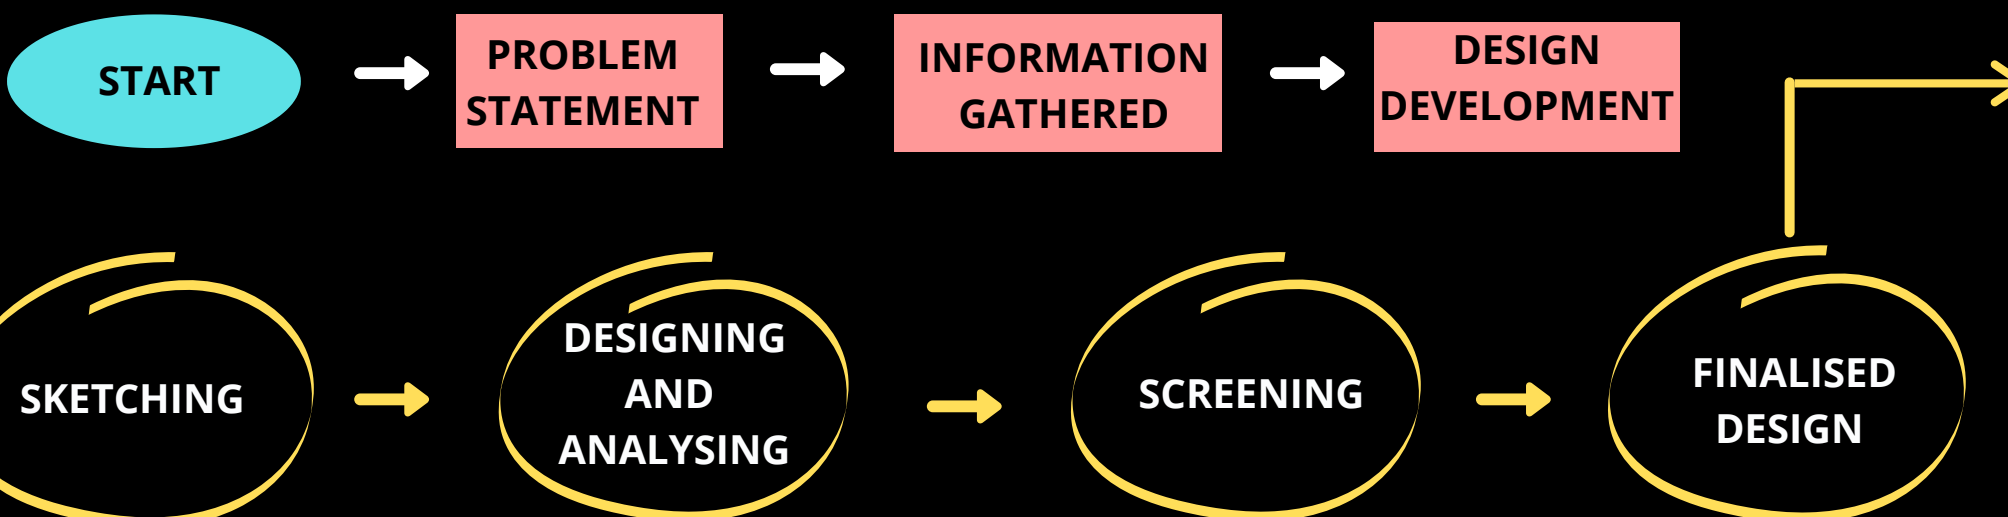 START
PROBLEM
STATEMENT
INFORMATION
GATHERED
DESIGN
DEVELOPMENT
SKETCHING
DESIGNING
AND
ANALYSING
SCREENING
FINALISED
DESIGN